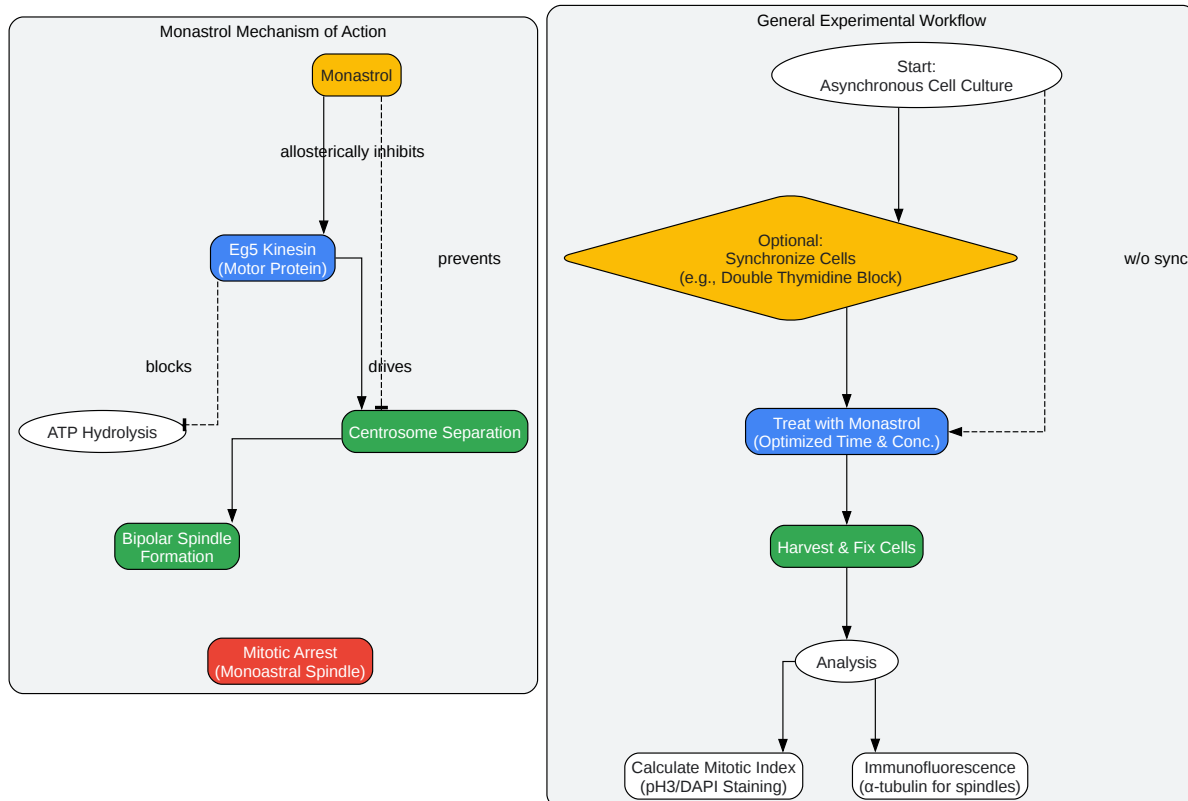 Monastrol Mechanism of Action
Monastrol
allosterically inhibits
Eg5 Kinesin
(Motor Protein)
prevents
blocks
drives
ATP Hydrolysis
Centrosome Separation
Bipolar Spindle
Formation
Mitotic Arrest
(Monoastral Spindle)
General Experimental Workflow
Start:
Asynchronous Cell Culture
Optional:
Synchronize Cells
(e.g., Double Thymidine Block)
w/o sync
Treat with Monastrol
(Optimized Time & Conc.)
Harvest & Fix Cells
Analysis
Calculate Mitotic Index
(pH3/DAPI Staining)
Immunofluorescence
(α-tubulin for spindles)